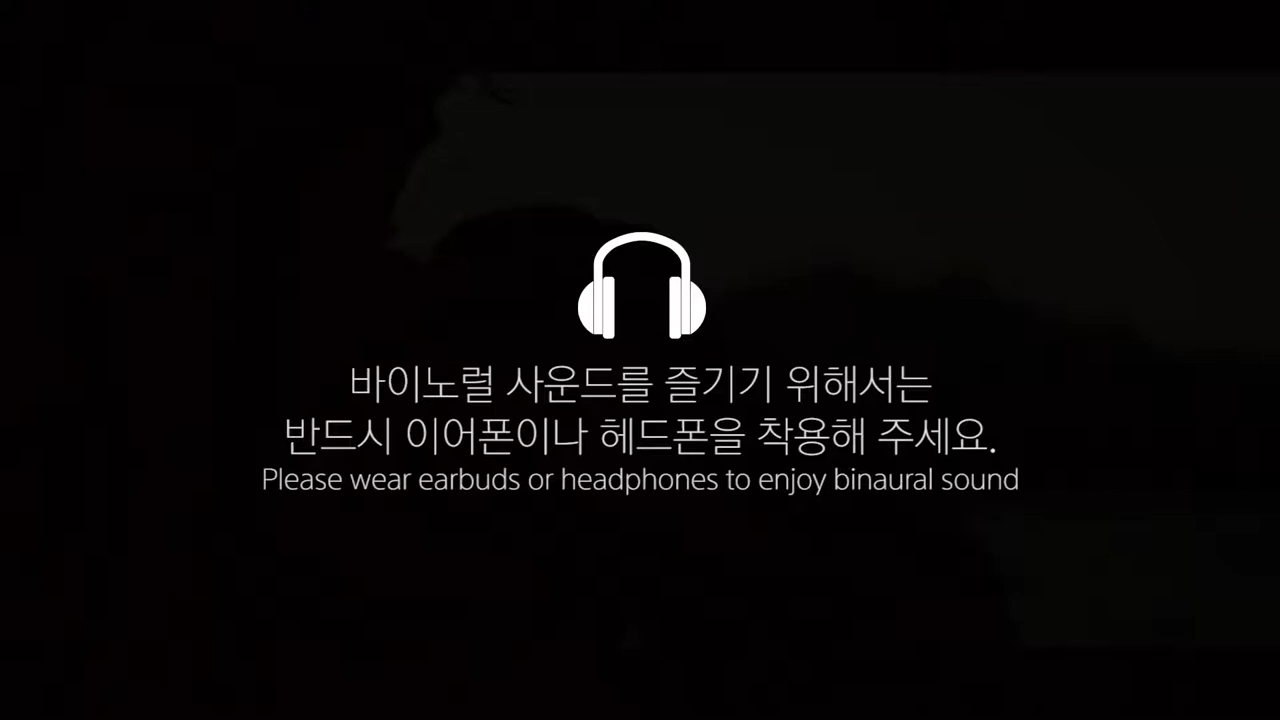 바이노럴 사운드를 즐기기 위해서는
반드시 이어폰이나 헤드폰을 착용해 주세요.
Please wear earbuds or headphones to enjoy binaural sound